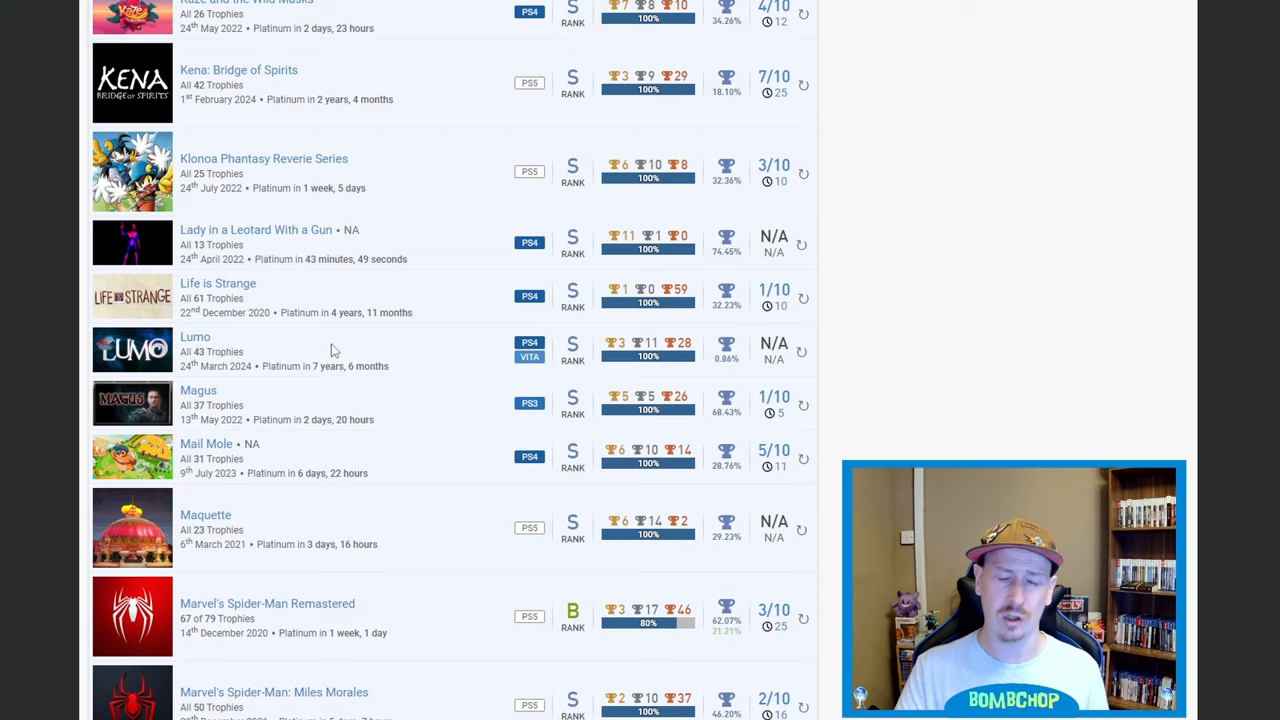 Kaze and the Wild Masks
All 26 Trophies
24th May 2022 • Platinum in 2 days, 23 hours
PS4
S
RANK
7 8 10
100%
34.26%
4/10
12
KENA
BRIDGE OF SPIRITS
Kena: Bridge of Spirits
All 42 Trophies
1st February 2024 • Platinum in 2 years, 4 months
PS5
S
RANK
3 9 29
100%
18.10%
7/10
25
Klonoa Phantasy Reverie Series
All 25 Trophies
24th July 2022 • Platinum in 1 week, 5 days
PS5
S
RANK
6 10 8
100%
32.36%
3/10
10
Lady in a Leotard With a Gun • NA
All 13 Trophies
24th April 2022 • Platinum in 43 minutes, 49 seconds
PS4
S
RANK
11 1 0
100%
74.45%
N/A
N/A
LIFE IS STRANGE
Life is Strange
All 61 Trophies
22nd December 2020 • Platinum in 4 years, 11 months
PS4
S
RANK
1 0 59
100%
32.23%
1/10
10
LUMO
Lumo
All 43 Trophies
24th March 2024 • Platinum in 7 years, 6 months
PS4
VITA
S
RANK
3 11 28
100%
0.86%
N/A
N/A
MAGUS
Magus
All 37 Trophies
13th May 2022 • Platinum in 2 days, 20 hours
PS3
S
RANK
5 5 26
100%
68.43%
1/10
5
Mail Mole • NA
All 31 Trophies
9th July 2023 • Platinum in 6 days, 22 hours
PS4
S
RANK
6 10 14
100%
28.76%
5/10
11
Maquette
All 23 Trophies
6th March 2021 • Platinum in 3 days, 16 hours
PS5
S
RANK
6 14 2
100%
29.23%
N/A
N/A
Marvel's Spider-Man Remastered
67 of 79 Trophies
14th December 2020 • Platinum in 1 week, 1 day
PS5
B
RANK
3 17 46
80%
62.07%
21.21%
3/10
25
Marvel's Spider-Man: Miles Morales
All 50 Trophies
PS5
S
RANK
2 10 37
100%
46.20%
2/10
16
BOMBCHOP